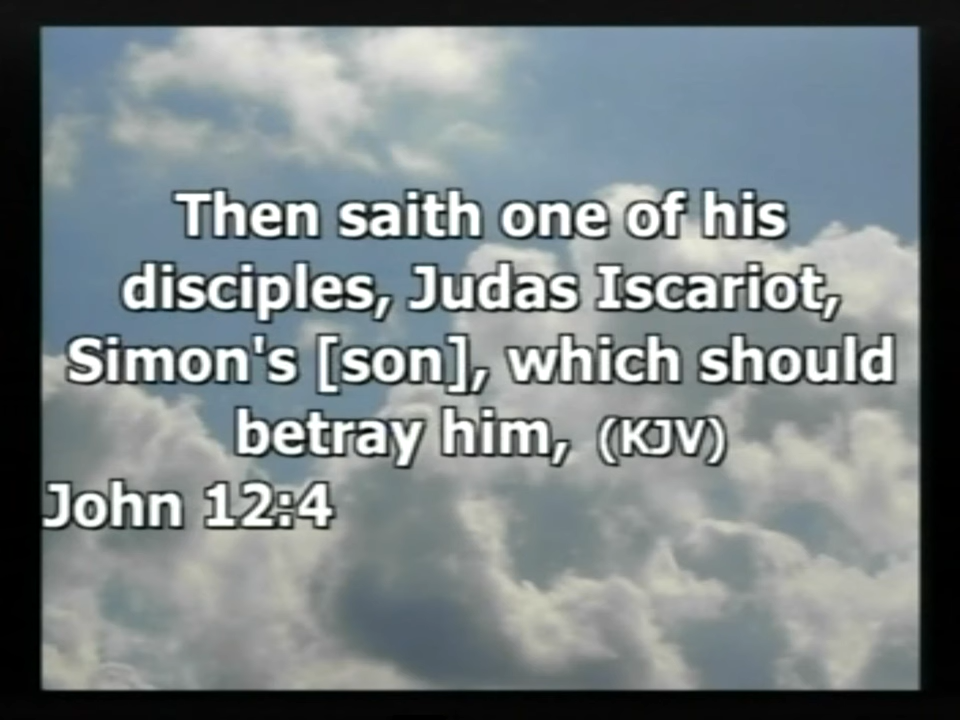 Then saith one of his
disciples, Judas Iscariot,
Simon's [son], which should
betray him, (KJV)
John 12:4